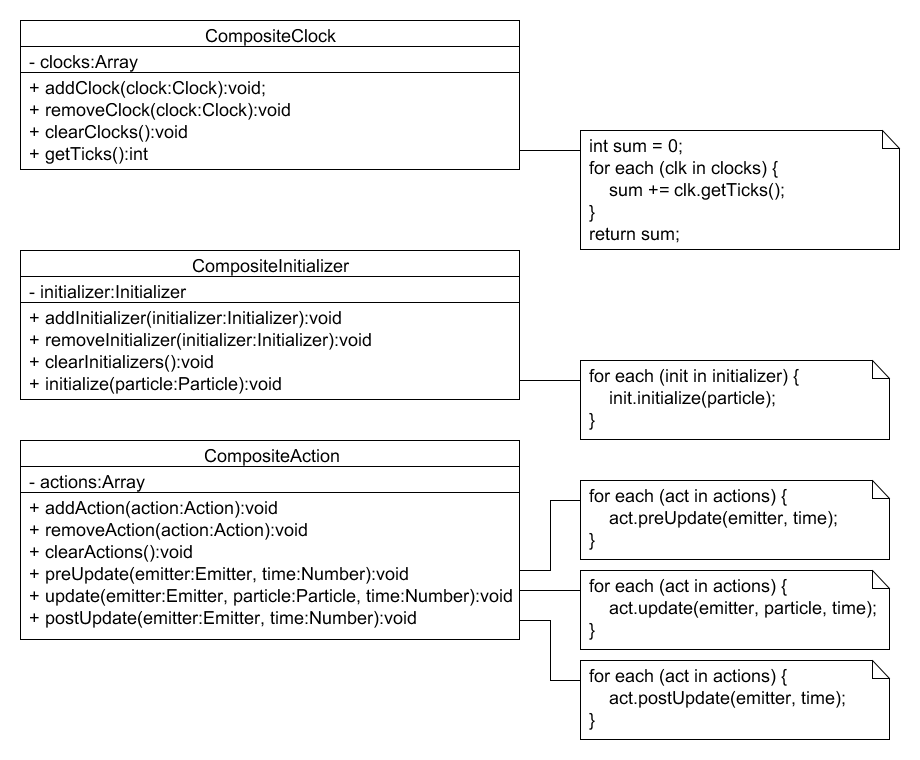 CompositeClock
- clocks:Array
+ addClock(clock:Clock):void;
+ removeClock(clock:Clock):void
+ clearClocks():void
+ getTicks():int
int sum = 0;
for each (clk in clocks) {
sum += clk.getTicks();
}
return sum;
CompositeInitializer
- initializer:Initializer
+ addInitializer(initializer:Initializer):void
+ removeInitializer(initializer:Initializer):void
+ clearInitializers():void
+ initialize(particle:Particle):void
for each (init in initializer) {
init.initialize(particle);
}
CompositeAction
- actions:Array
+ addAction(action:Action):void
+ removeAction(action:Action):void
+ clearActions():void
+ preUpdate(emitter:Emitter, time:Number):void
+ update(emitter:Emitter, particle:Particle, time:Number):void
+ postUpdate(emitter:Emitter, time:Number):void
for each (act in actions) {
act.preUpdate(emitter, time);
}
for each (act in actions) {
act.update(emitter, particle, time);
}
for each (act in actions) {
act.postUpdate(emitter, time);
}